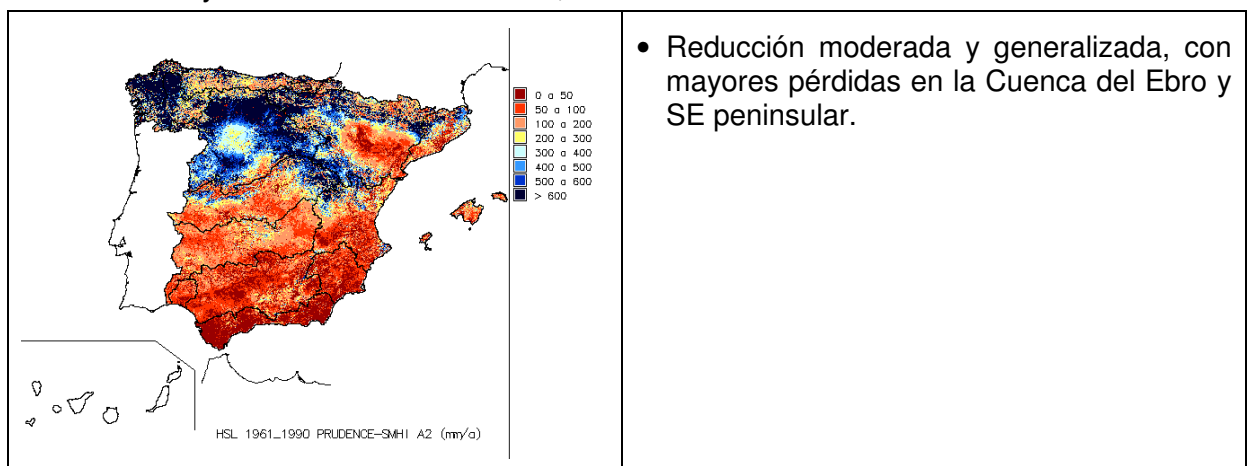 0 a 50
50 a 100
100 a 200
200 a 300
300 a 400
400 a 500
500 a 600
> 600
HSL 1961_1990 PRUDENCE-SMHI A2 (mm/a)
• Reducción moderada y generalizada, con
mayores pérdidas en la Cuenca del Ebro y
SE peninsular.